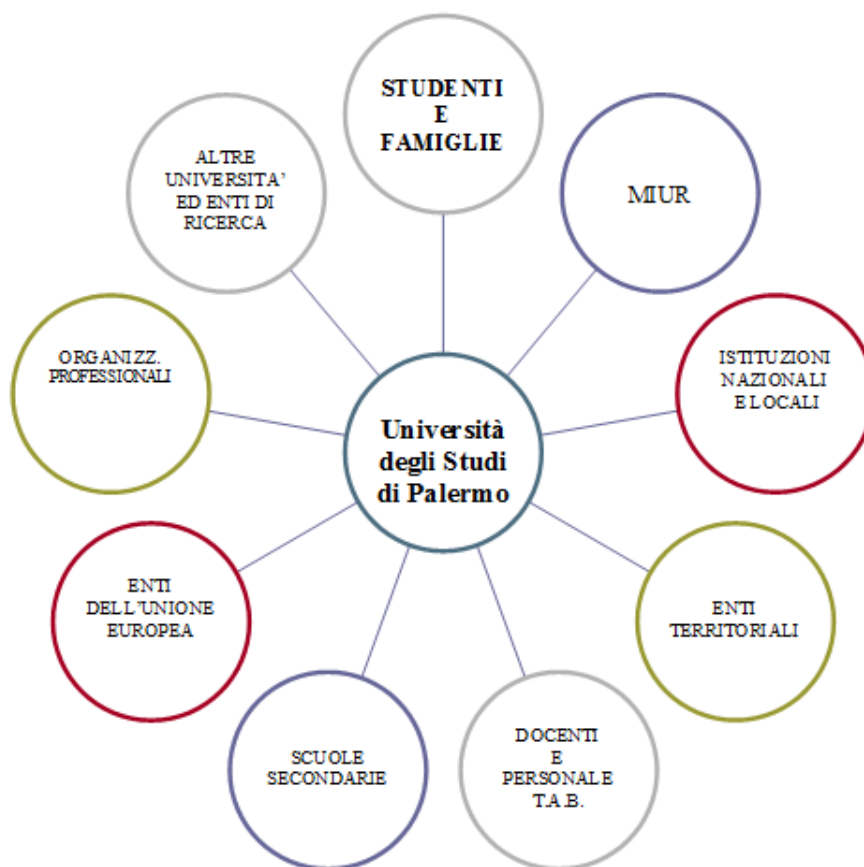 STUDENTI
E
FAMIGLIE
MIUR
ISTITUZIONI
NAZIONALI
E LOCALI
ENTI
TERRITORIALI
DOCENTI
E
PERSONALE
T.A.B.
SCUOLE
SECONDARIE
ENTI
DELL'UNIONE
EUROPEA
ORGANIZZ.
PROFESSIONALI
ALTRE
UNIVERSITA'
ED ENTI DI
RICERCA
Università
degli Studi
di Palermo